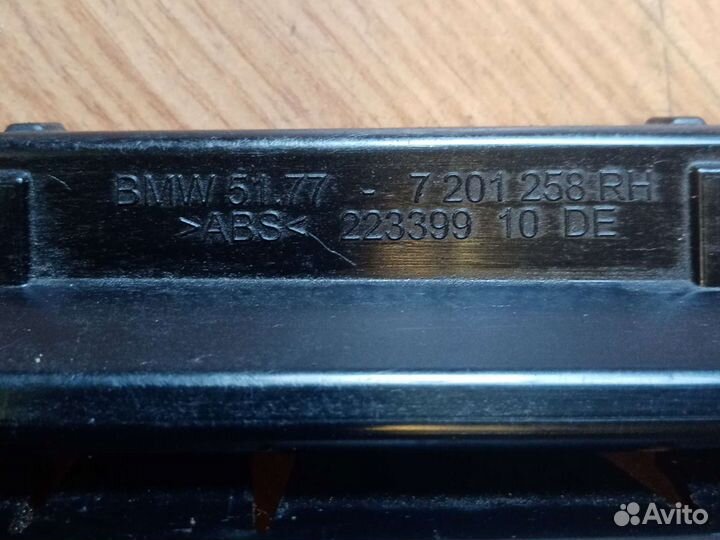 BMW 51.77 - 7 201 258 RH
>ABS< 223399 10 DE
Avito